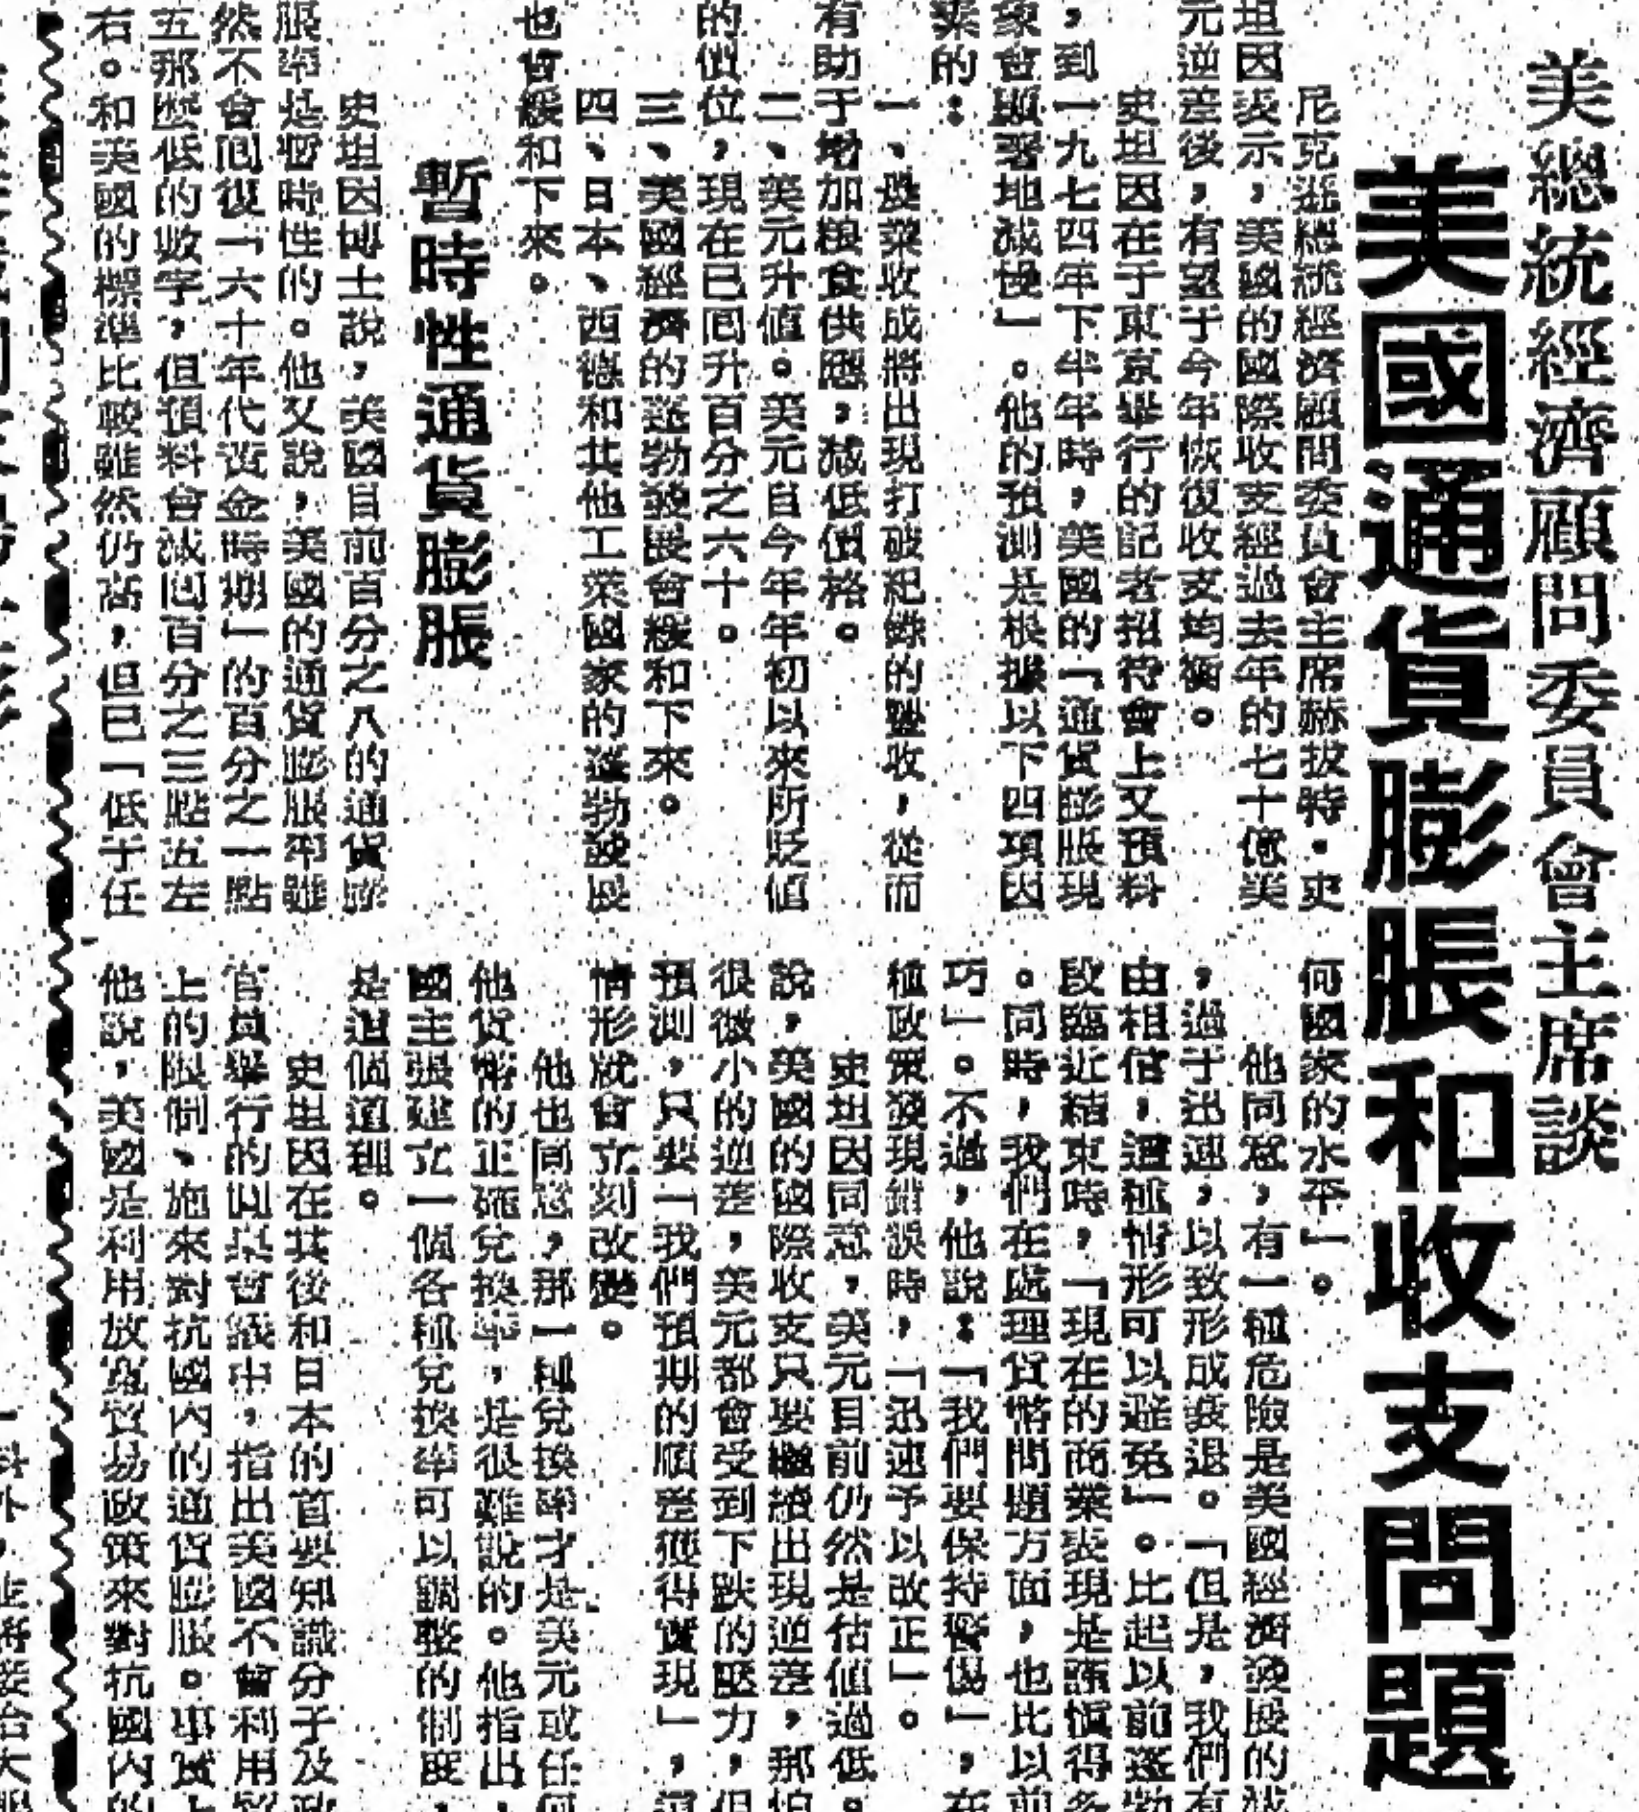 美總統經濟顧問委員會主席談
美國通貨膨脹和收支問題
尼克遜總統經濟顧問委員會主席赫拔特·史
坦因表示，美國的國際收支經過去年的七十億美
元逆差後，有望于今年恢復收支均衡。
史坦因在于東京舉行的記者招待會上又預料
，到一九七四年下半年時，美國的「通貨膨脹現
象會顯著地減慢」。他的預測是根據以下四項因
素的：
一、農業收成將出現打破紀錄的豐收，從而
有助于增加粮食供應，減低價格。
二、美元升値。美元自今年年初以來所貶値
的價位，現在已囘升百分之六十。
三、美國經濟的蓬勃發展會緩和下來。
四、日本、西德和其他工業國家的蓬勃發展
也會緩和下來。
暫時性通貨膨脹
史坦因博士說，美國目前百分之八的通貨膨
脹率是暫時性的。他又說，美國的通貨膨脹率雖
然不會囘復「六十年代黃金時期」的百分之一點
五那麼低的數字，但預料會減囘百分之三點五左
右。和美國的標準比較雖然仍高，但已「低于任
何國家的水平」。
他同意，有一種危險是美國經濟發展的減
，過于迅速，以致形成衰退。「但是，我們有
由相信，這種情形可以避免」。比起以前蓬勃
段臨近結束時，「現在的商業表現是謹愼得多
。同時，我們在處理貨幣問題方面，也比以前
巧」。不過，他說：「我們要保持警惕」，在
種政策發現錯誤時，「迅速予以改正」。
史坦因同意，美元目前仍然是估值過低。
說，美國的國際收支只要繼續出現逆差，那怕
很微小的逆差，美元都會受到下跌的壓力，但
預測，只要「我們預期的順差獲得實現」，這
情形就會立刻改變。
他也同意，那一種兌換率才是美元或任何
他貨幣的正確兌換率，是很難說的。他指出，
國主張建立一個各種兌換率可以調整的制度，
是這個道理。
史坦因在其後和日本的首要知識分子及政
官員舉行的圓桌會議中，指出美國不會利用貿
上的限制、施來對抗國內的通貨膨脹。事實上
他說，美國是利用放寬貿易政策來對抗國內的